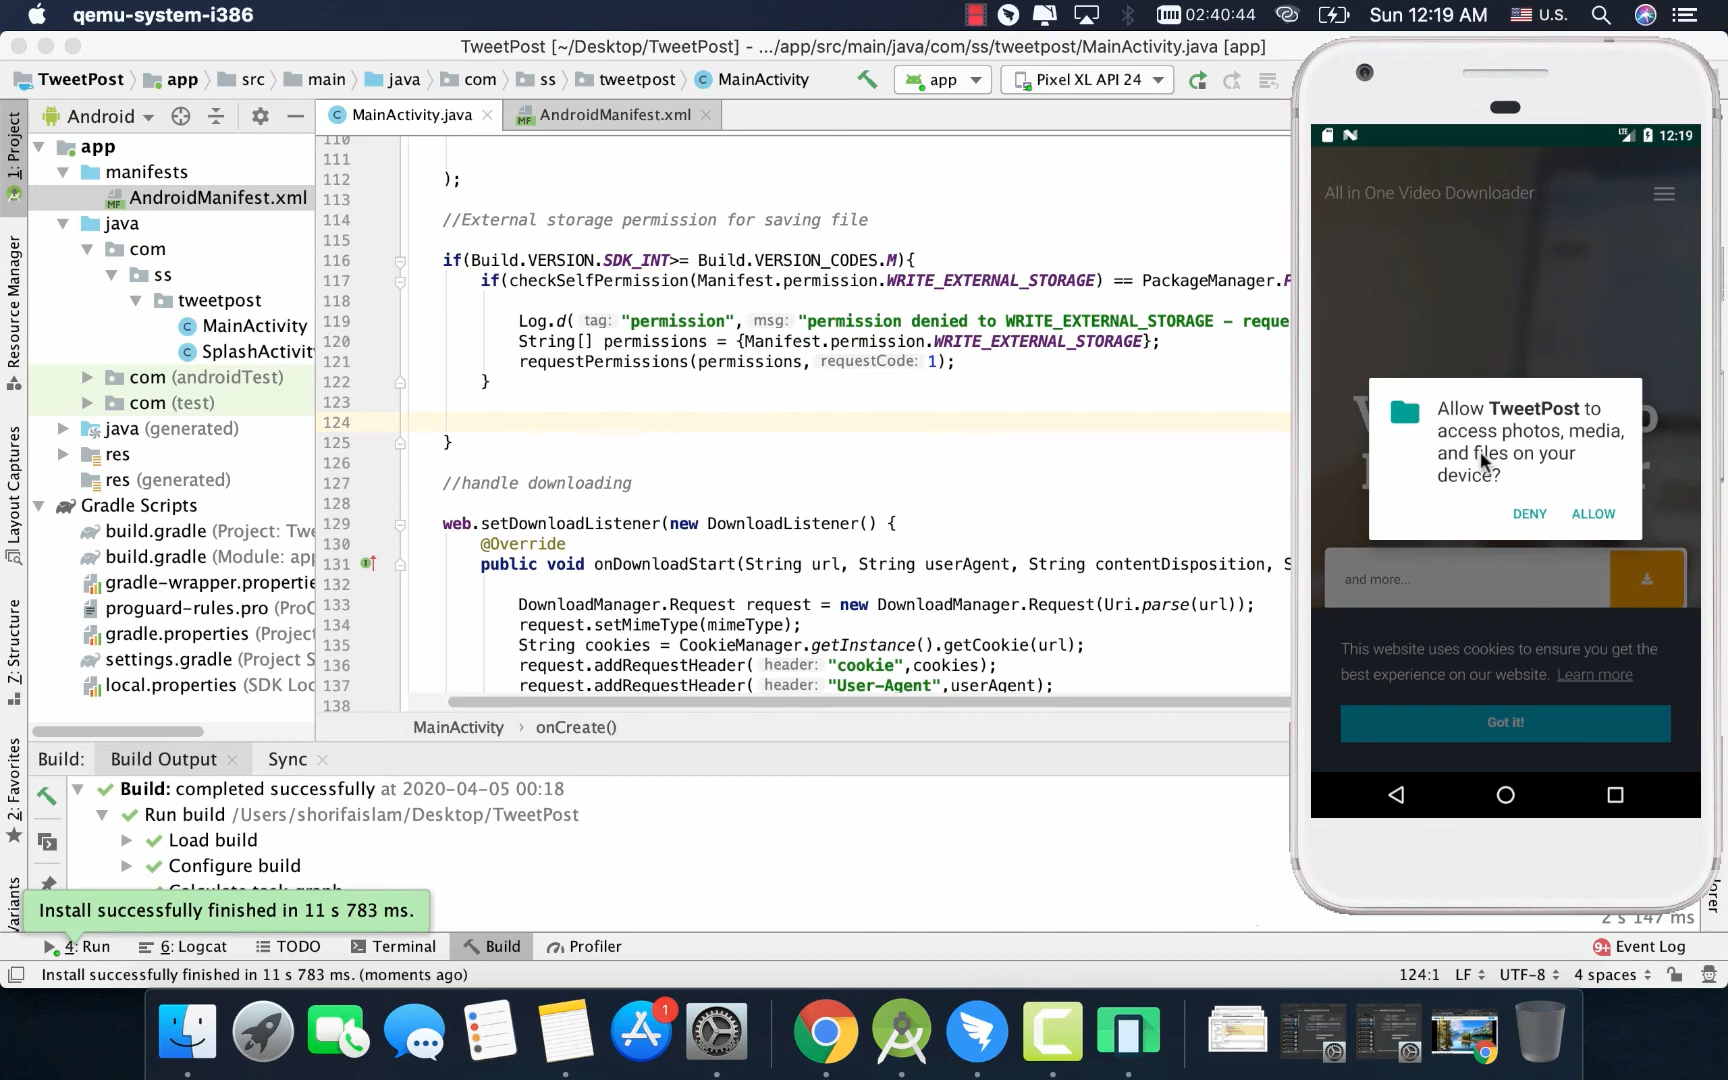 qemu-system-i386
02:40:44
Sun 12:19 AM
U.S.
TweetPost [~/Desktop/TweetPost] - .../app/src/main/java/com/ss/tweetpost/MainActivity.java [app]
TweetPost
app
src
main
java
com
ss
tweetpost
MainActivity
app
Pixel XL API 24
Android
MainActivity.java
AndroidManifest.xml
1: Project
Resource Manager
Layout Captures
7: Structure
2: Favorites
app
manifests
AndroidManifest.xml
java
com
ss
tweetpost
MainActivity
SplashActivit
com (androidTest)
com (test)
java (generated)
res
res (generated)
Gradle Scripts
build.gradle (Project: Twe
build.gradle (Module: app
gradle-wrapper.propertie
proguard-rules.pro (ProC
gradle.properties (Project
settings.gradle (Project S
local.properties (SDK Loc
110
111
112 );
113
114 //External storage permission for saving file
115
116 if(Build.VERSION.SDK_INT>= Build.VERSION_CODES.M){
117 if(checkSelfPermission(Manifest.permission.WRITE_EXTERNAL_STORAGE) == PackageManager.P
118
119 Log.d( tag: "permission", msg: "permission denied to WRITE_EXTERNAL_STORAGE - reque
120 String[] permissions = {Manifest.permission.WRITE_EXTERNAL_STORAGE};
121 requestPermissions(permissions, requestCode: 1);
122 }
123
124
125 }
126
127 //handle downloading
128
129 web.setDownloadListener(new DownloadListener() {
130 @Override
131 public void onDownloadStart(String url, String userAgent, String contentDisposition, S
132
133 DownloadManager.Request request = new DownloadManager.Request(Uri.parse(url));
134 request.setMimeType(mimeType);
135 String cookies = CookieManager.getInstance().getCookie(url);
136 request.addRequestHeader( header: "cookie",cookies);
137 request.addRequestHeader( header: "User-Agent",userAgent);
138
MainActivity › onCreate()
LTE
12:19
All in One Video Downloader
Allow TweetPost to
access photos, media,
and files on your
device?
DENY
ALLOW
and more...
This website uses cookies to ensure you get the
best experience on our website. Learn more
Got it!
Build:
Build Output
Sync
Build: completed successfully at 2020-04-05 00:18
Run build /Users/shorifaislam/Desktop/TweetPost
Load build
Configure build
2 s 147 ms
Install successfully finished in 11 s 783 ms.
4: Run
6: Logcat
TODO
Terminal
Build
Profiler
9+
Event Log
Install successfully finished in 11 s 783 ms. (moments ago)
124:1
LF
UTF-8
4 spaces
1